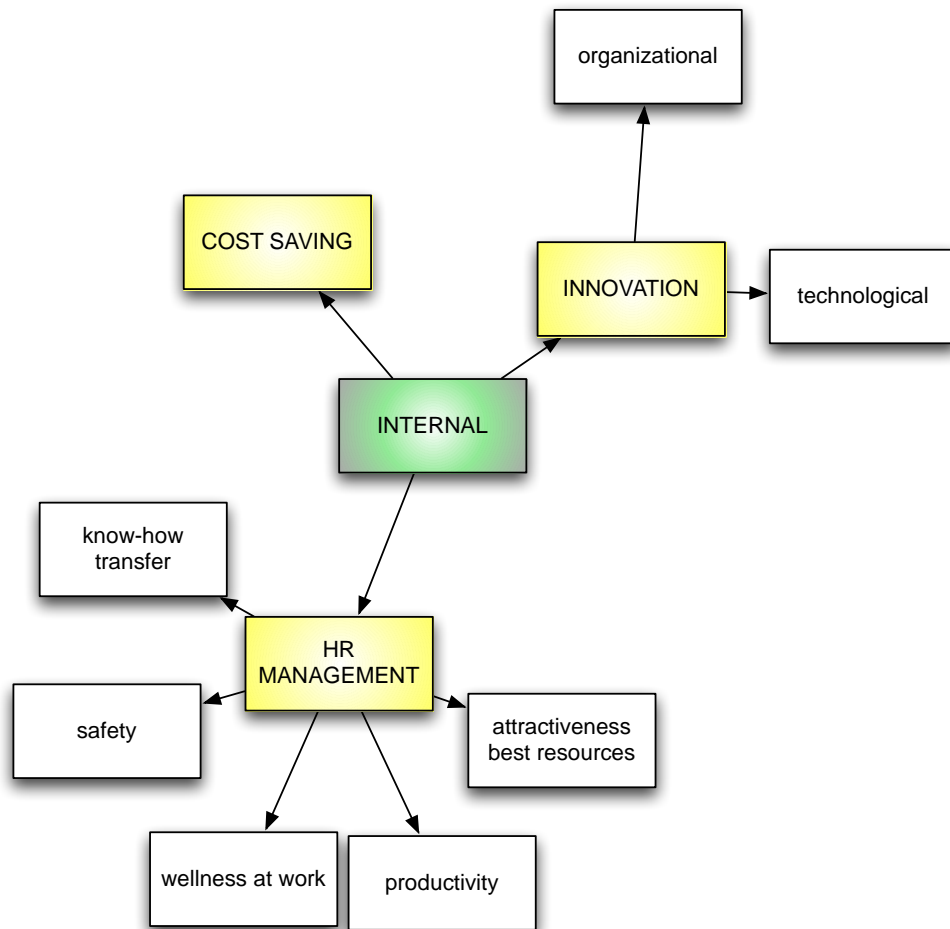 organizational
COST SAVING
INNOVATION
technological
INTERNAL
know-how
transfer
HR
MANAGEMENT
safety
attractiveness
best resources
wellness at work
productivity